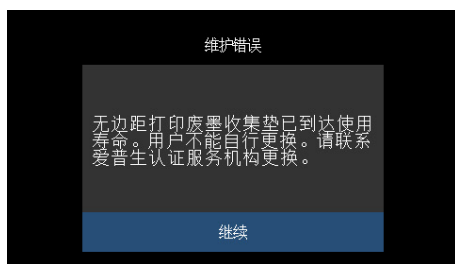 维护错误
无边距打印废墨收集垫已到达使用
寿命。用户不能自行更换。请联系
爱普生认证服务机构更换。
继续